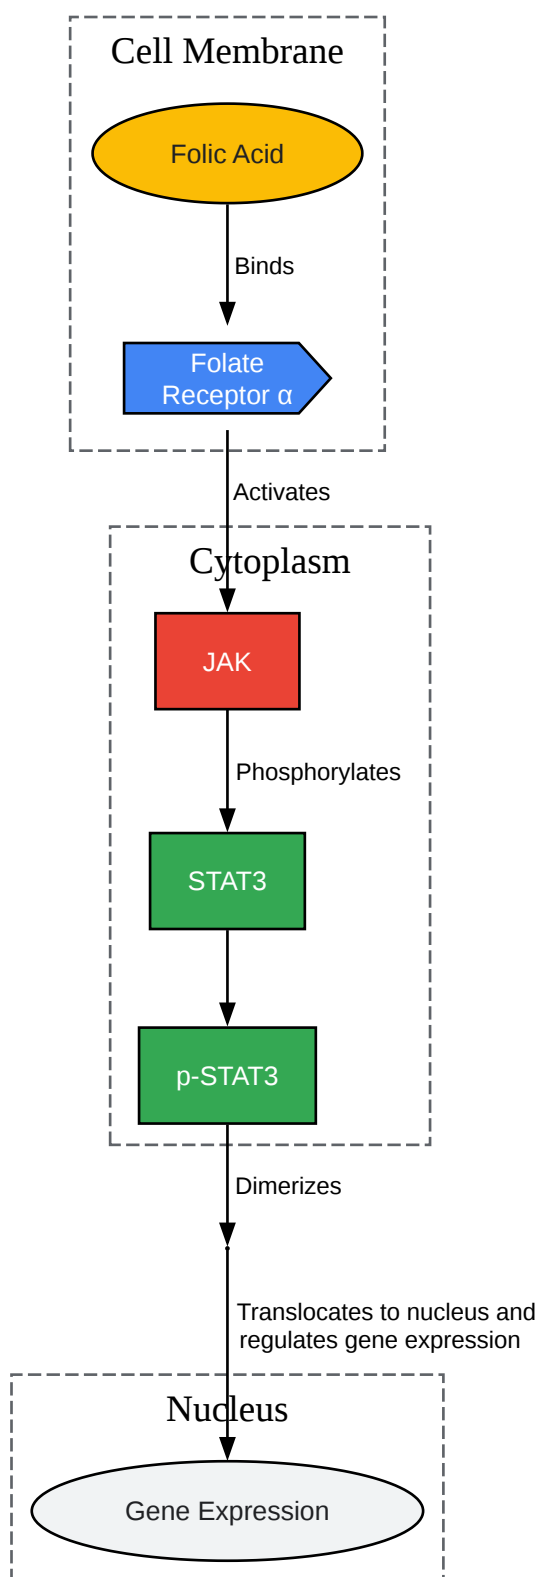 Cell Membrane
Folic Acid
Binds
Folate
Receptor α
Activates
Cytoplasm
JAK
Phosphorylates
STAT3
p-STAT3
Dimerizes
Translocates to nucleus and
regulates gene expression
Nucleus
Gene Expression